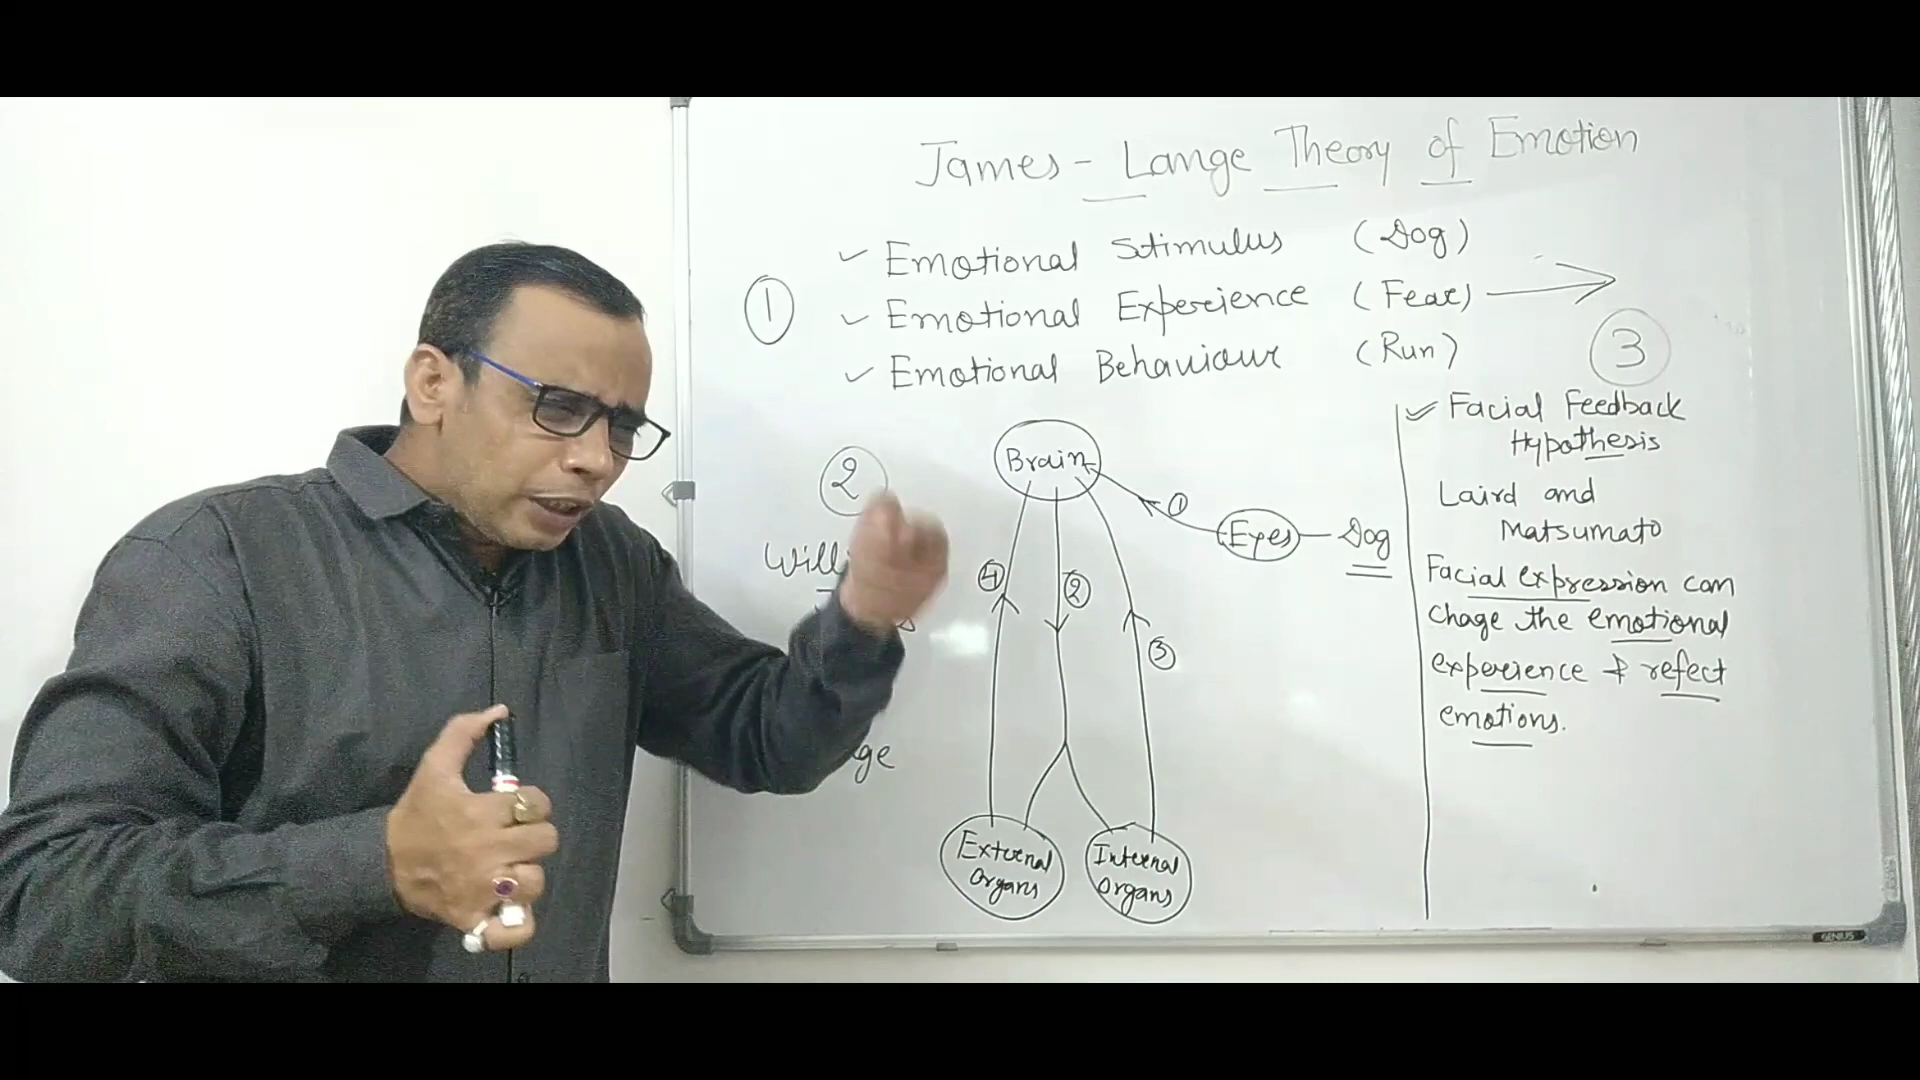 James - Lange Theory of Emotion
Emotional Stimulus (Dog)
1 Emotional Experience (Fear)
Emotional Behaviour (Run)
3
Facial Feedback
Hypothesis
Laird and
Matsumato
Facial expression can
chage the emotional
experience & refect
emotions.
2
Brain
1
Eyes - Dog
4
2
3
External
Organs
Internal
Organs
GENIUS